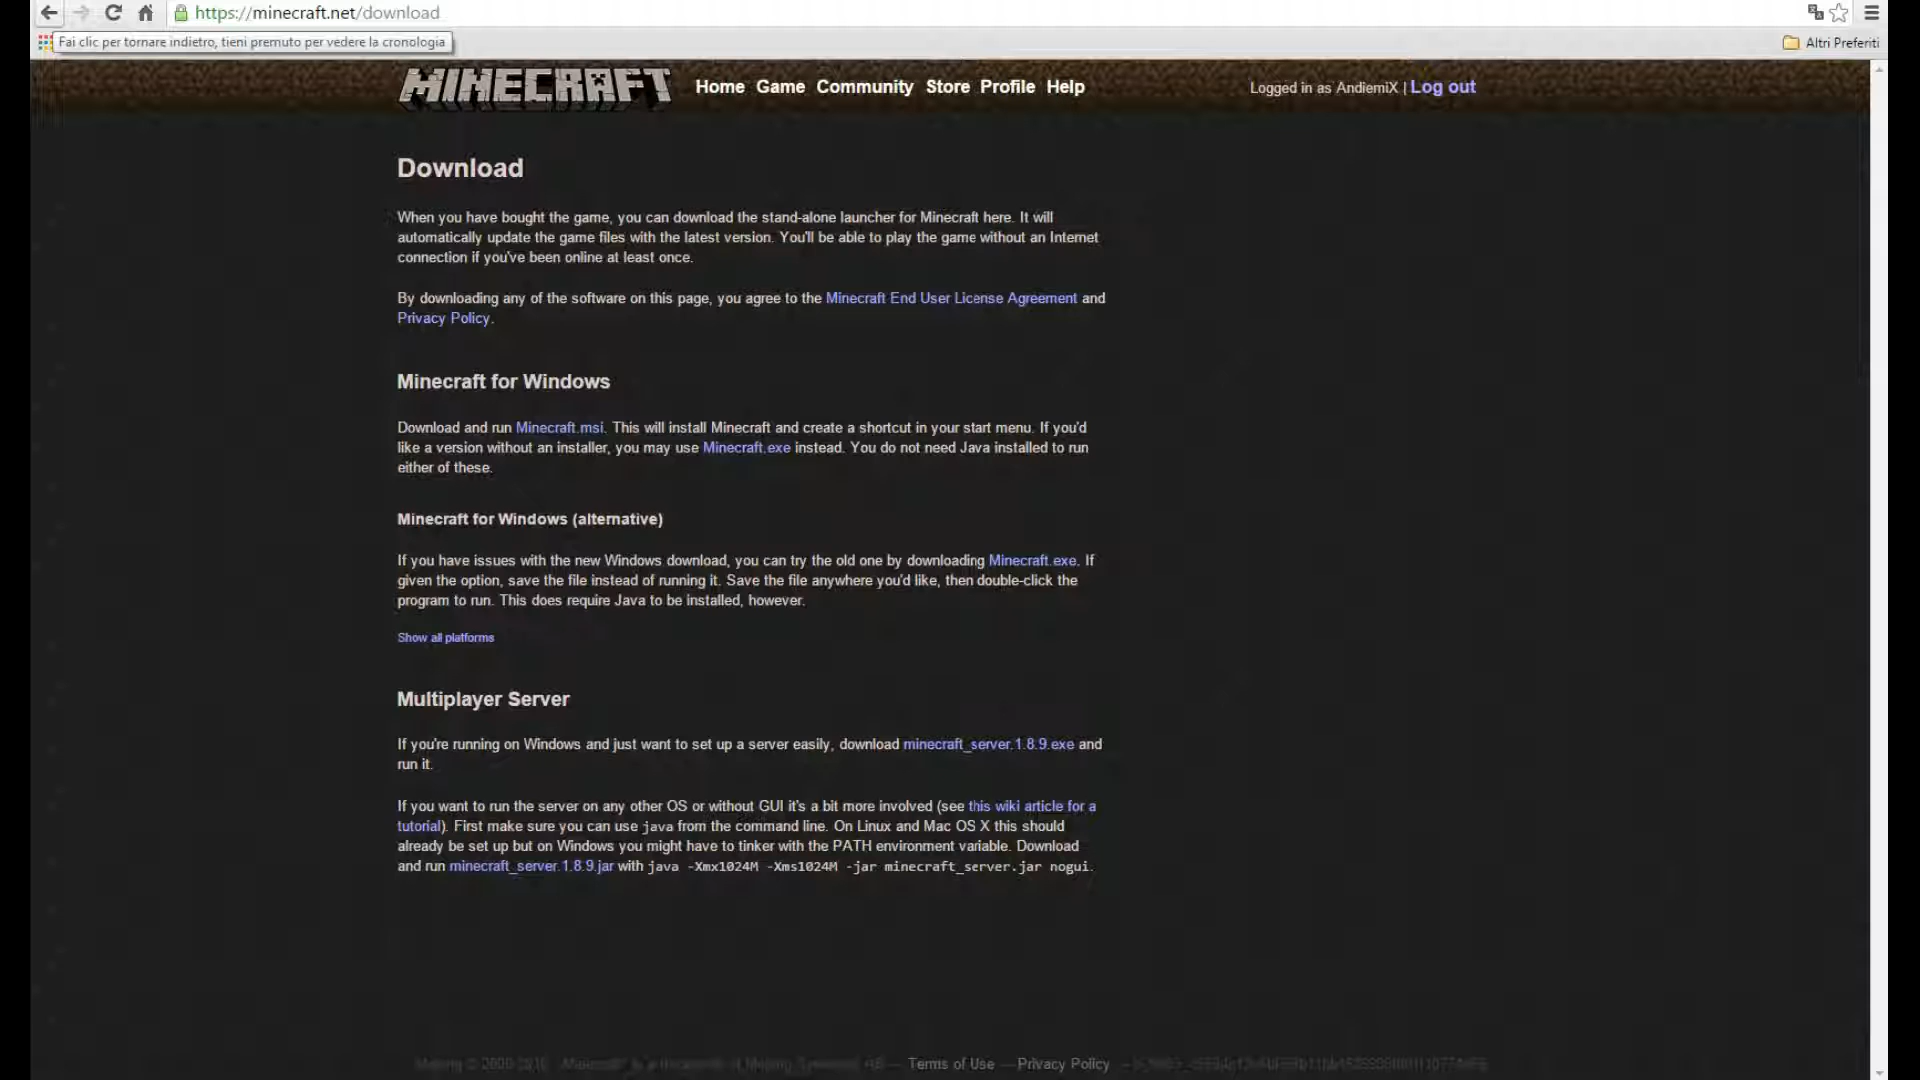 https://minecraft.net/download
Fai clic per tornare indietro, tieni premuto per vedere la cronologia
Altri Preferiti
MINECRAFT
Home Game Community Store Profile Help
Logged in as AndiemiX | Log out
Download
When you have bought the game, you can download the stand-alone launcher for Minecraft here. It will
automatically update the game files with the latest version. You'll be able to play the game without an Internet
connection if you've been online at least once.
By downloading any of the software on this page, you agree to the Minecraft End User License Agreement and
Privacy Policy.
Minecraft for Windows
Download and run Minecraft.msi. This will install Minecraft and create a shortcut in your start menu. If you'd
like a version without an installer, you may use Minecraft.exe instead. You do not need Java installed to run
either of these.
Minecraft for Windows (alternative)
If you have issues with the new Windows download, you can try the old one by downloading Minecraft.exe. If
given the option, save the file instead of running it. Save the file anywhere you'd like, then double-click the
program to run. This does require Java to be installed, however.
Show all platforms
Multiplayer Server
If you're running on Windows and just want to set up a server easily, download minecraft_server.1.8.9.exe and
run it.
If you want to run the server on any other OS or without GUI it's a bit more involved (see this wiki article for a
tutorial). First make sure you can use java from the command line. On Linux and Mac OS X this should
already be set up but on Windows you might have to tinker with the PATH environment variable. Download
and run minecraft_server.1.8.9.jar with java -Xmx1024M -Xms1024M -jar minecraft_server.jar nogui.
Terms of Use — Privacy Policy